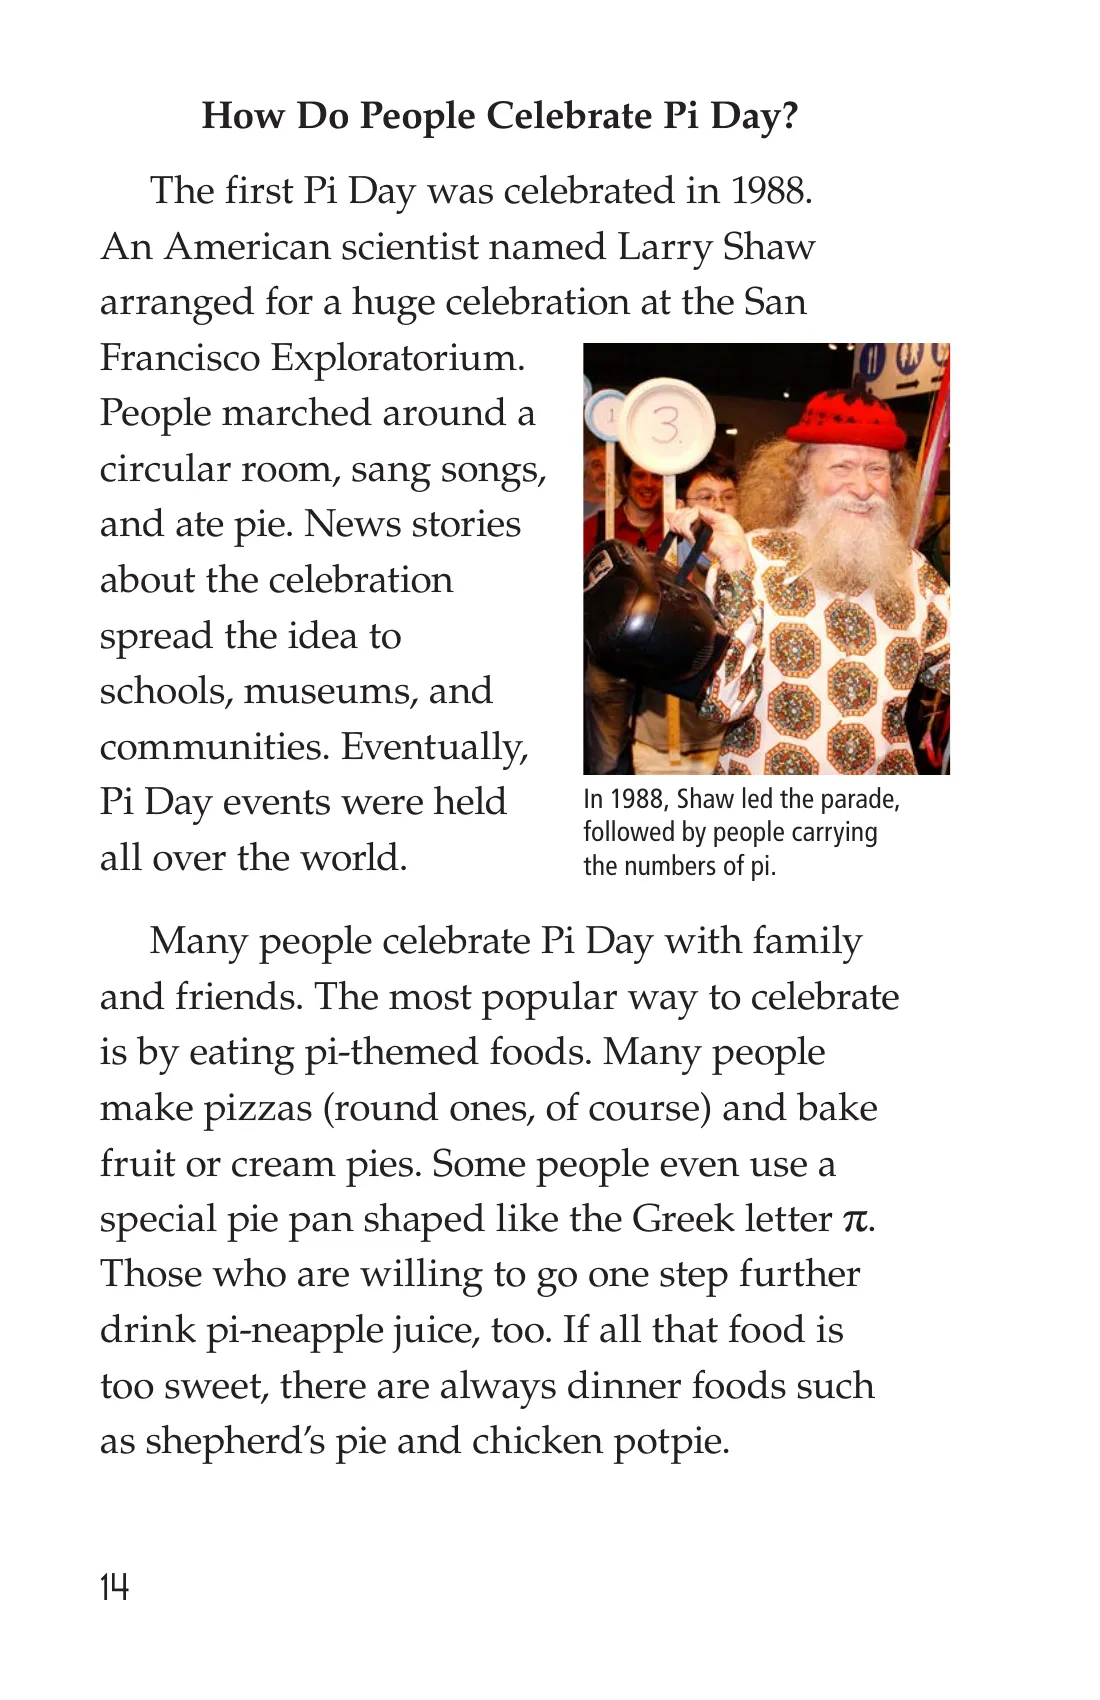 How Do People Celebrate Pi Day?
The first Pi Day was celebrated in 1988.
An American scientist named Larry Shaw
arranged for a huge celebration at the San
Francisco Exploratorium.
People marched around a
circular room, sang songs,
and ate pie. News stories
about the celebration
spread the idea to
schools, museums, and
communities. Eventually,
Pi Day events were held
all over the world.
1
3.
In 1988, Shaw led the parade,
followed by people carrying
the numbers of pi.
Many people celebrate Pi Day with family
and friends. The most popular way to celebrate
is by eating pi-themed foods. Many people
make pizzas (round ones, of course) and bake
fruit or cream pies. Some people even use a
special pie pan shaped like the Greek letter π.
Those who are willing to go one step further
drink pi-neapple juice, too. If all that food is
too sweet, there are always dinner foods such
as shepherd’s pie and chicken potpie.
14